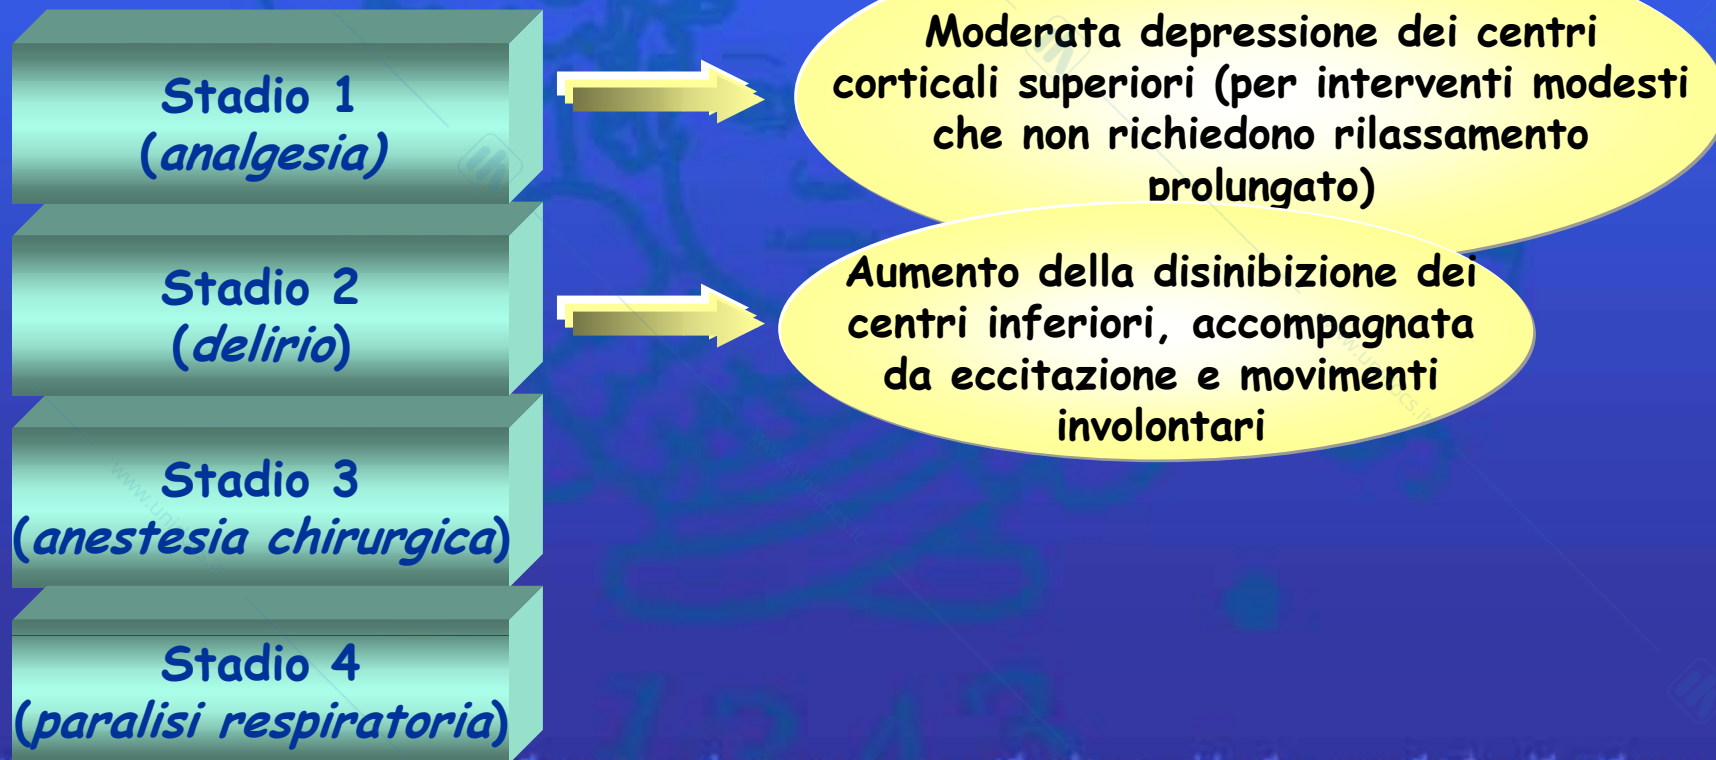 Stadio 1
(analgesia)
Moderata depressione dei centri
corticali superiori (per interventi modesti
che non richiedono rilassamento
prolungato)
Stadio 2
(delirio)
Aumento della disinibizione dei
centri inferiori, accompagnata
da eccitazione e movimenti
involontari
Stadio 3
(anestesia chirurgica)
Stadio 4
(paralisi respiratoria)